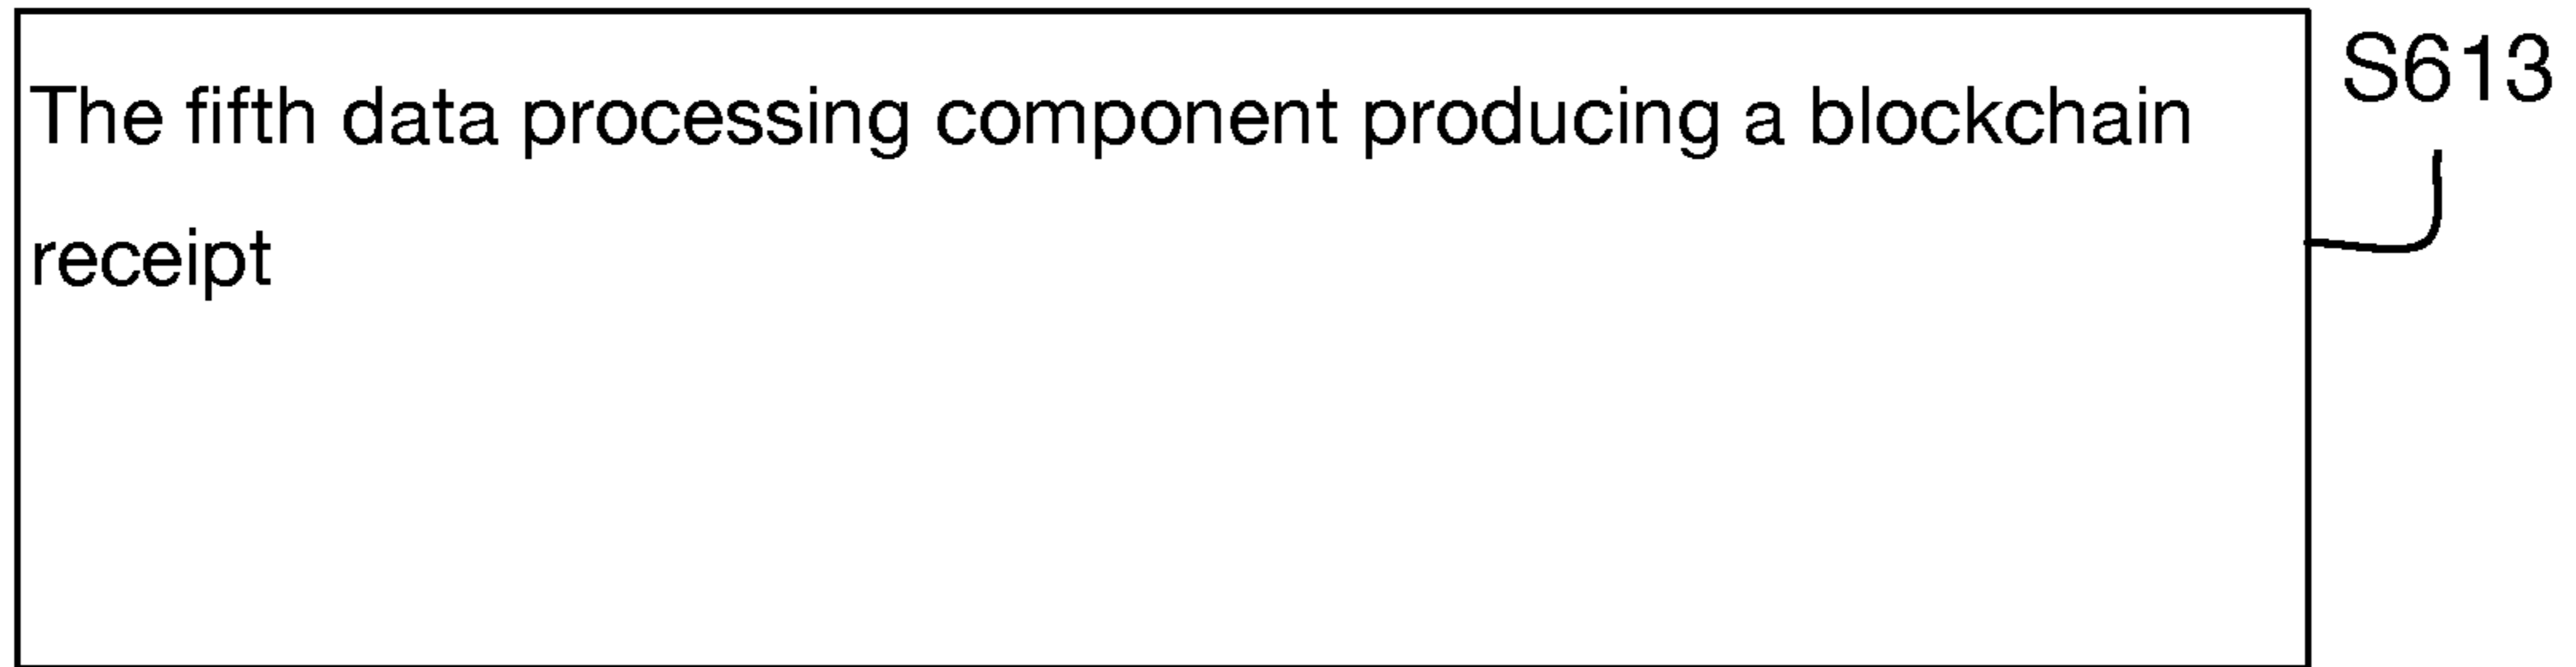 The fifth data processing component producing a blockchain
receipt
S613